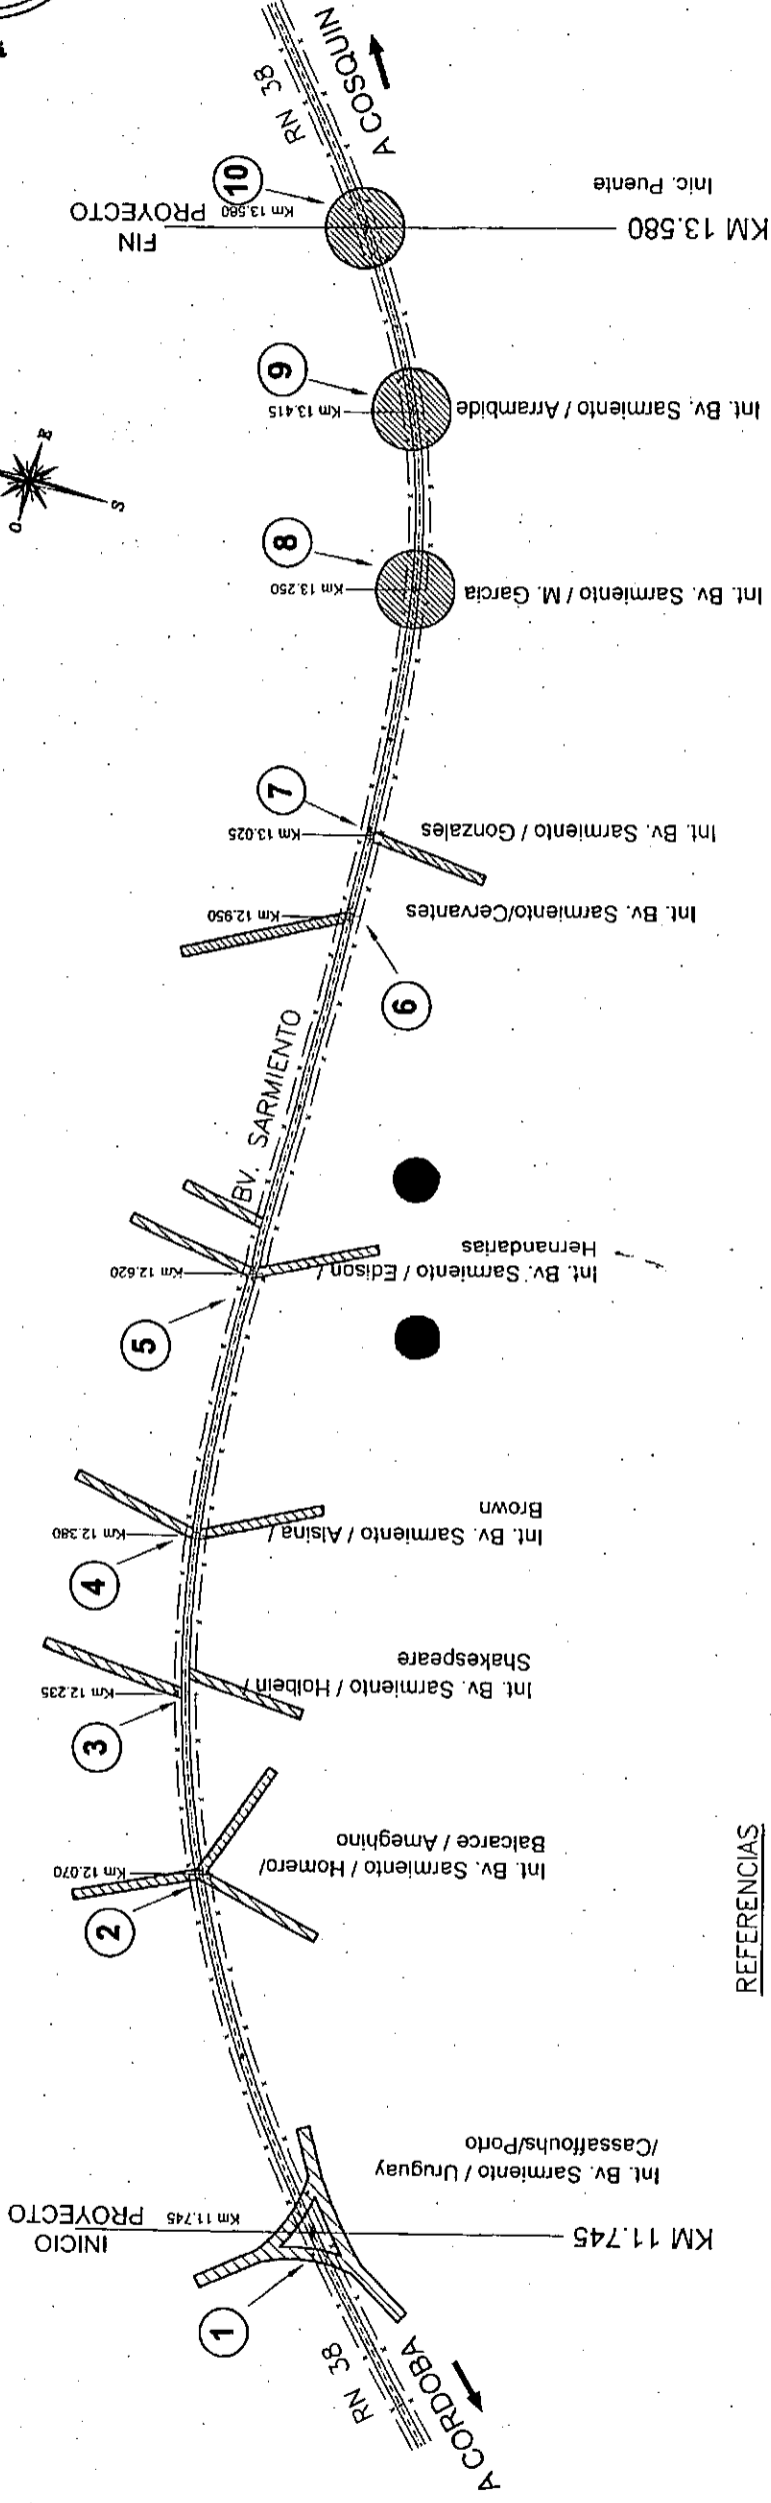 RN 38
A COSQUIN
10
Km 13.580
FIN
PROYECTO
KM 13.580
Inic. Puente
9
Km 13.415
Int. Bv. Sarmiento / Arrambide
O
E
S
8
Km 13.250
Int. Bv. Sarmiento / M. Garcia
7
Km 13.025
Int. Bv. Sarmiento / Gonzales
Km 12.950
Int. Bv. Sarmiento/Cervantes
6
BV. SARMIENTO
Km 12.620
Int. Bv. Sarmiento / Edison /
Hernandarias
5
Km 12.380
Int. Bv. Sarmiento / Alsina /
Brown
4
Km 12.235
Int. Bv. Sarmiento / Holbein /
Shakespeare
3
Km 12.070
Int. Bv. Sarmiento / Homero/
Balcarce / Ameghino
2
REFERENCIAS
Int. Bv. Sarmiento / Uruguay
/Cassaffouhs/Porto
INICIO
PROYECTO
Km 11.745
KM 11.745
1
RN 38
A CORDOBA